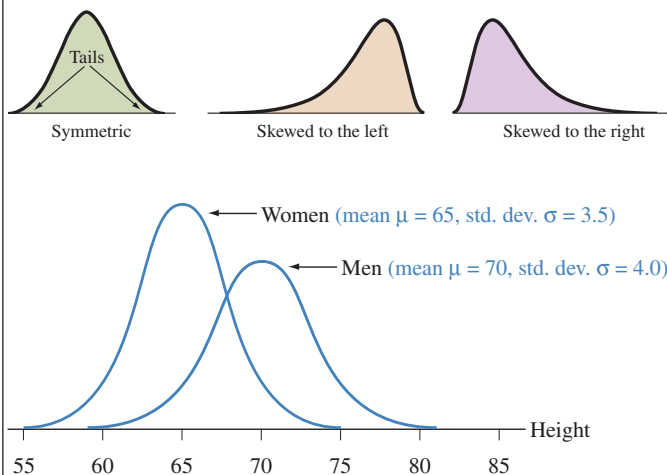 Tails
Symmetric
Skewed to the left
Skewed to the right
Women (mean μ = 65, std. dev. σ = 3.5)
Men (mean μ = 70, std. dev. σ = 4.0)
Height
55 60 65 70 75 80 85